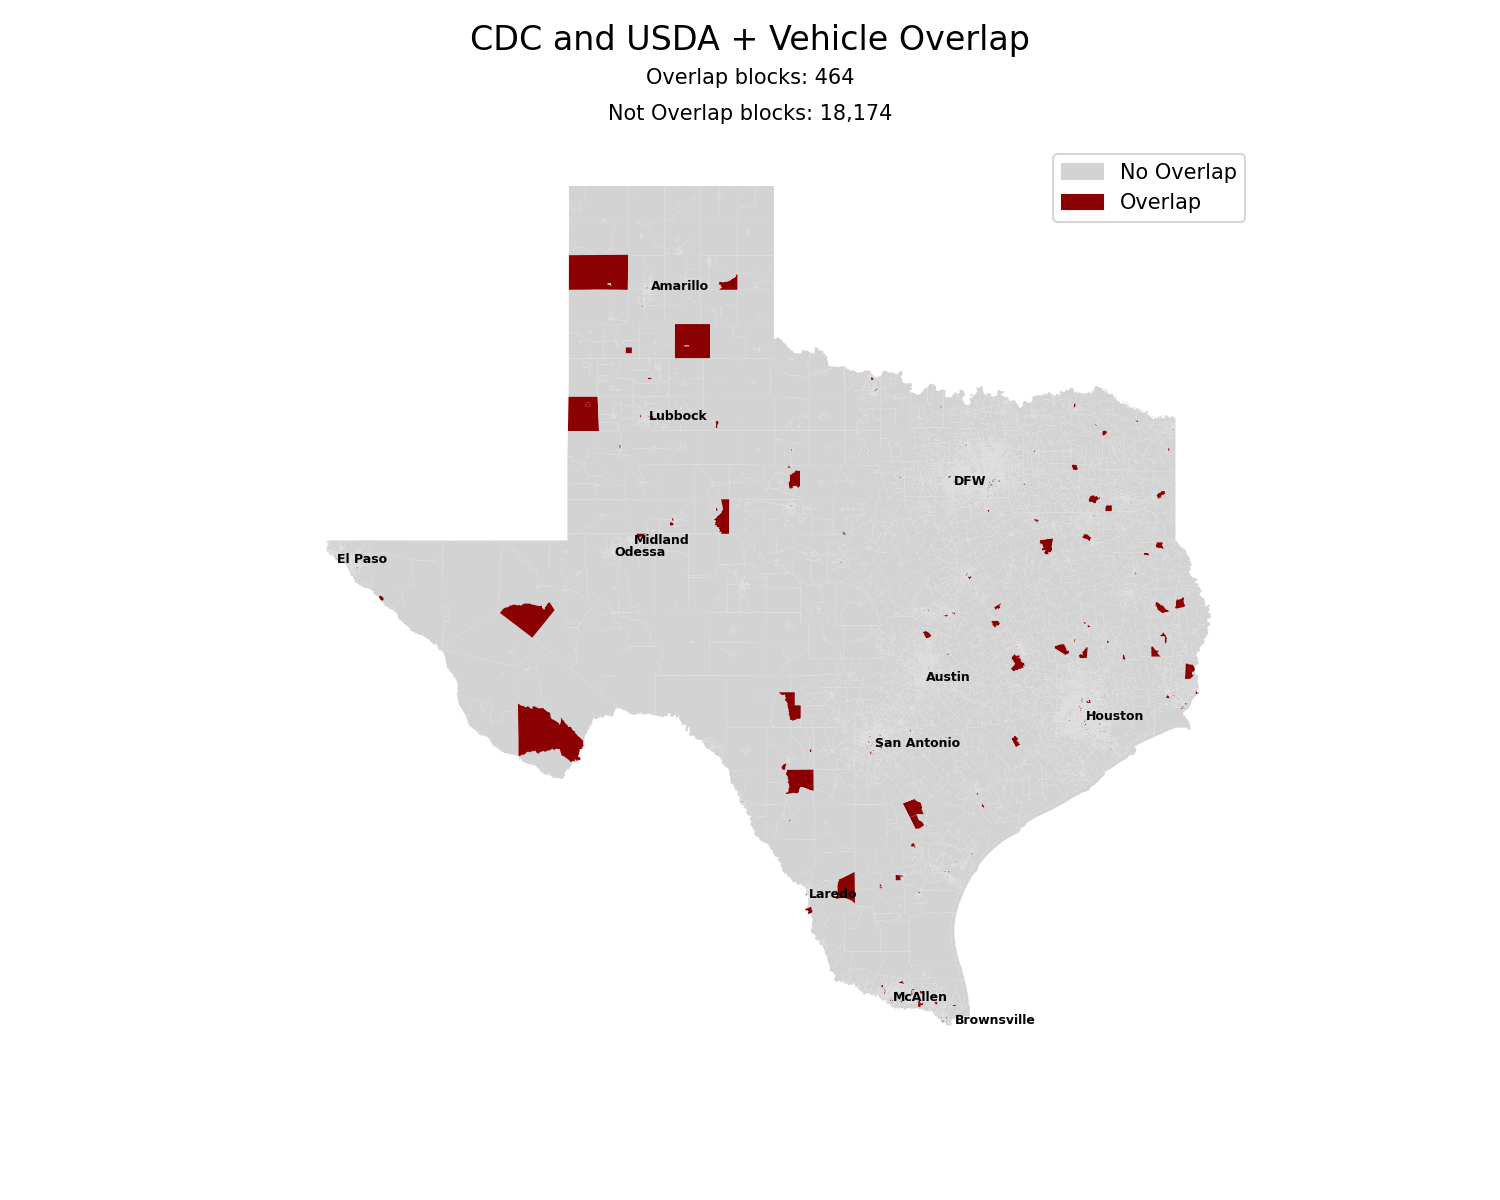 CDC and USDA + Vehicle Overlap
Overlap blocks: 464
Not Overlap blocks: 18,174
No Overlap
Overlap
Amarillo
Lubbock
DFW
Midland
Odessa
El Paso
Austin
Houston
San Antonio
Laredo
McAllen
Brownsville